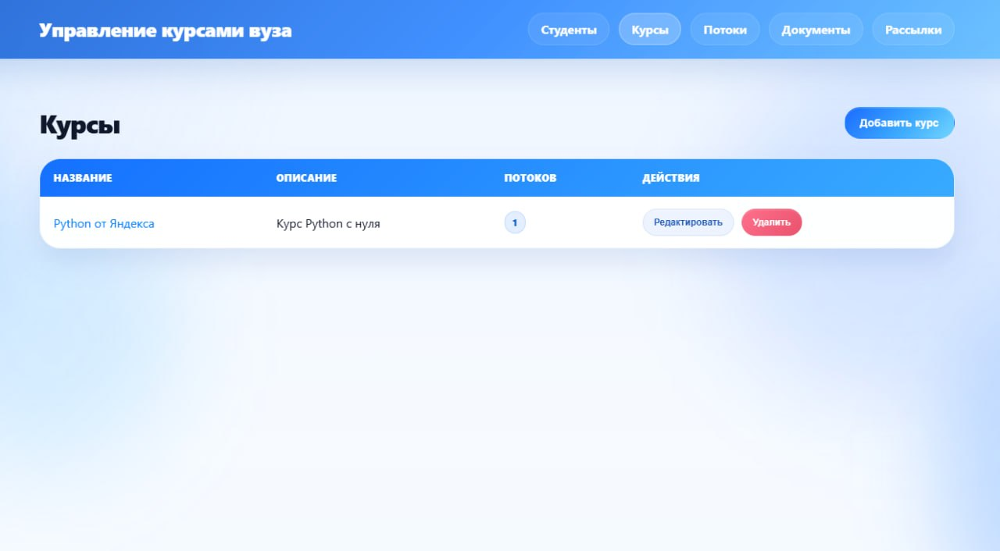 Управление курсами вуза
Студенты
Курсы
Потоки
Документы
Рассылки
Курсы
Добавить курс
НАЗВАНИЕ ОПИСАНИЕ ПОТОКОВ ДЕЙСТВИЯ
Python от Яндекса Курс Python с нуля 1 Редактировать Удалить